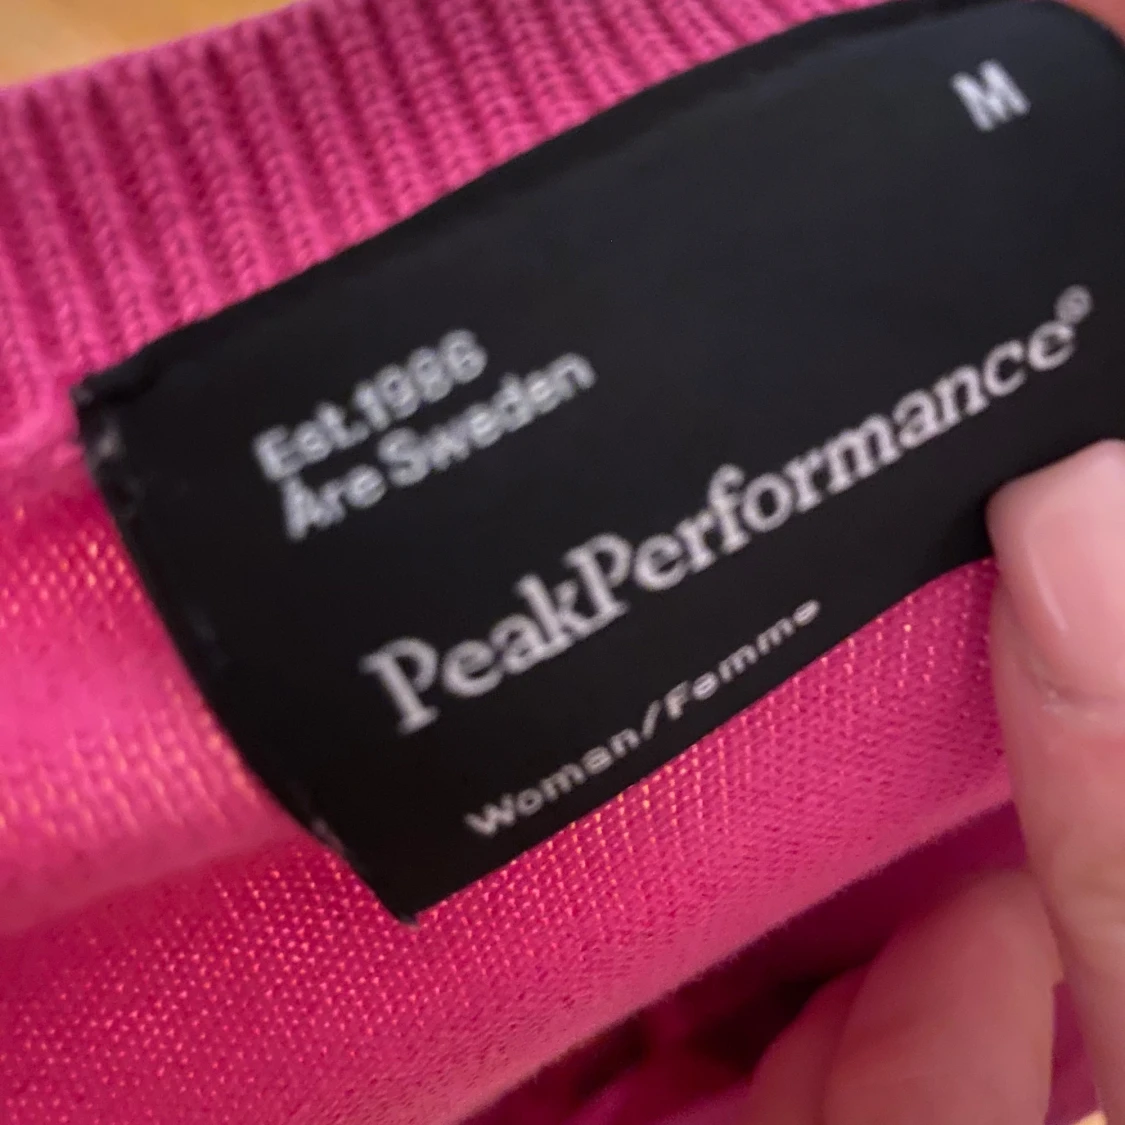 M
Est.1986
Åre Sweden
PeakPerformance®
Woman/Femme